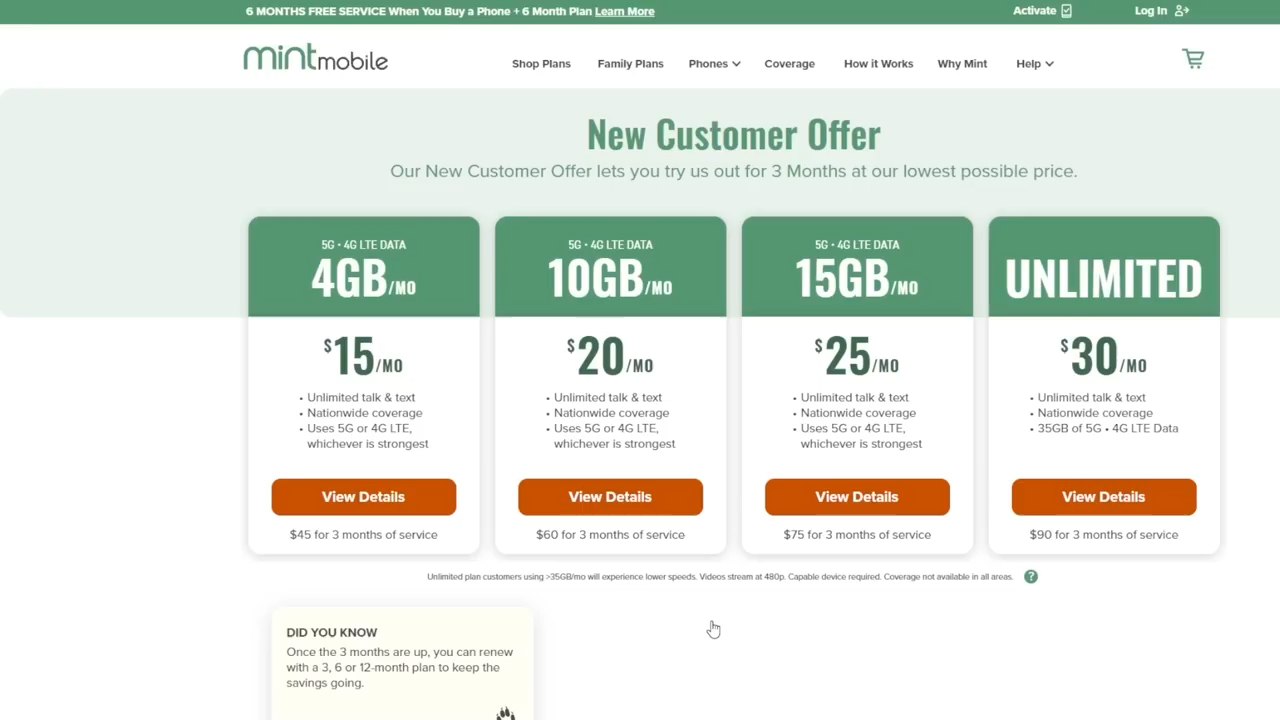 6 MONTHS FREE SERVICE When You Buy a Phone + 6 Month Plan Learn More
Activate
Log In
mintmobile
Shop Plans
Family Plans
Phones
Coverage
How it Works
Why Mint
Help
New Customer Offer
Our New Customer Offer lets you try us out for 3 Months at our lowest possible price.
5G • 4G LTE DATA
4GB/MO
$15/MO
• Unlimited talk & text
• Nationwide coverage
• Uses 5G or 4G LTE,
whichever is strongest
View Details
$45 for 3 months of service
5G • 4G LTE DATA
10GB/MO
$20/MO
• Unlimited talk & text
• Nationwide coverage
• Uses 5G or 4G LTE,
whichever is strongest
View Details
$60 for 3 months of service
5G • 4G LTE DATA
15GB/MO
$25/MO
• Unlimited talk & text
• Nationwide coverage
• Uses 5G or 4G LTE,
whichever is strongest
View Details
$75 for 3 months of service
UNLIMITED
$30/MO
• Unlimited talk & text
• Nationwide coverage
• 35GB of 5G • 4G LTE Data
View Details
$90 for 3 months of service
Unlimited plan customers using >35GB/mo will experience lower speeds. Videos stream at 480p. Capable device required. Coverage not available in all areas.
?
DID YOU KNOW
Once the 3 months are up, you can renew
with a 3, 6 or 12-month plan to keep the
savings going.